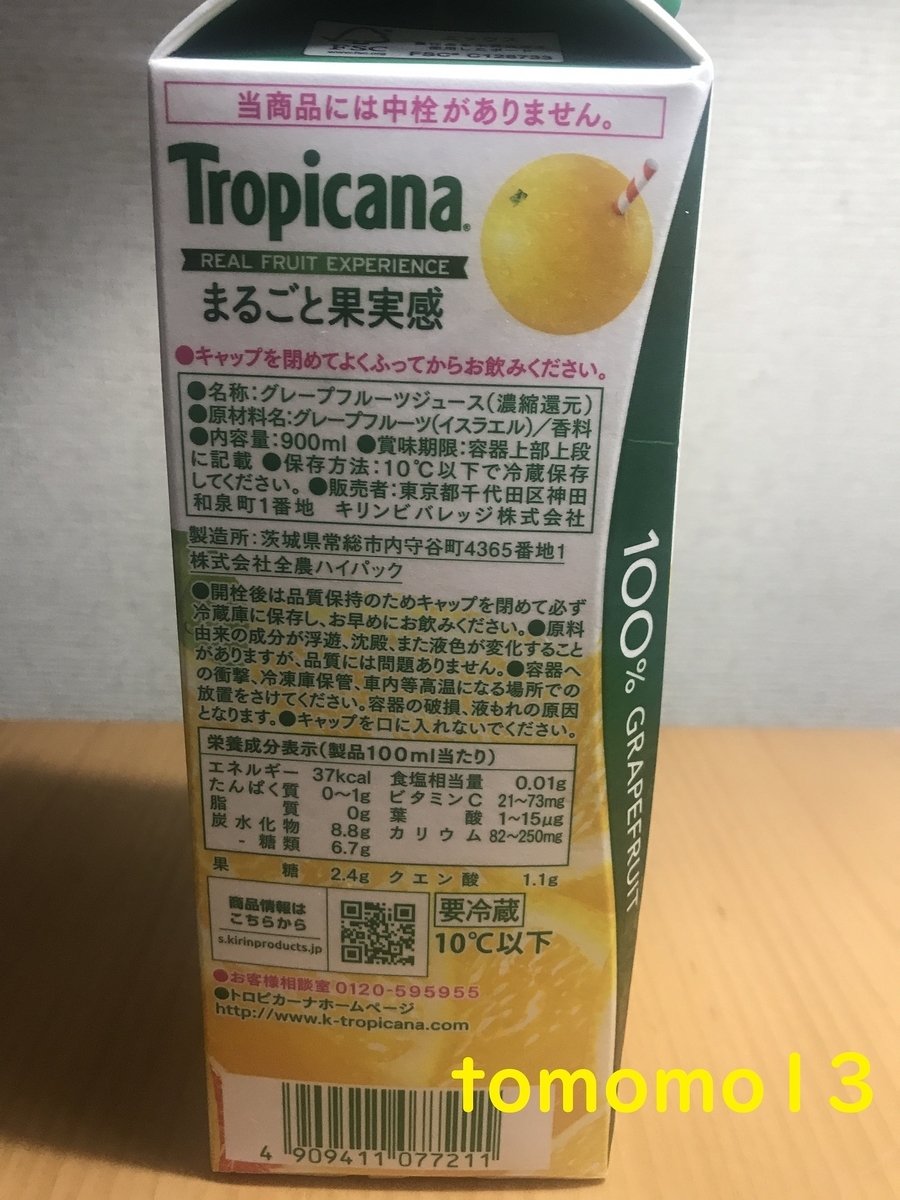 FSC
www.fsc.org
FSC® C128733
当商品には中栓がありません。
Tropicana®
REAL FRUIT EXPERIENCE
まるごと果実感
●キャップを閉めてよくふってからお飲みください。
●名称:グレープフルーツジュース(濃縮還元)
●原材料名:グレープフルーツ(イスラエル)/香料
●内容量:900ml ●賞味期限:容器上部上段
に記載 ●保存方法:10℃以下で冷蔵保存
してください。 ●販売者:東京都千代田区神田
和泉町1番地 キリンビバレッジ株式会社
製造所:茨城県常総市内守谷町4365番地1
株式会社全農ハイパック
●開栓後は品質保持のためキャップを閉めて必ず
冷蔵庫に保存し、お早めにお飲みください。●原料
由来の成分が浮遊、沈殿、また液色が変化すること
がありますが、品質には問題ありません。●容器へ
の衝撃、冷凍庫保管、車内等高温になる場所での
放置をさけてください。容器の破損、液もれの原因
となります。●キャップを口に入れないでください。
栄養成分表示(製品100ml当たり)
エネルギー 37kcal 食塩相当量 0.01g
たんぱく質 0~1g ビタミンC 21~73mg
脂質 0g 葉酸 1~15μg
炭水化物 8.8g カリウム 82~250mg
- 糖類 6.7g
果糖 2.4g クエン酸 1.1g
商品情報は
こちらから
s.kirinproducts.jp
要冷蔵
10℃以下
●お客様相談室 0120-595955
●トロピカーナホームページ
http://www.k-tropicana.com
4 909411 077211
100% GRAPEFRUIT
tomomo13